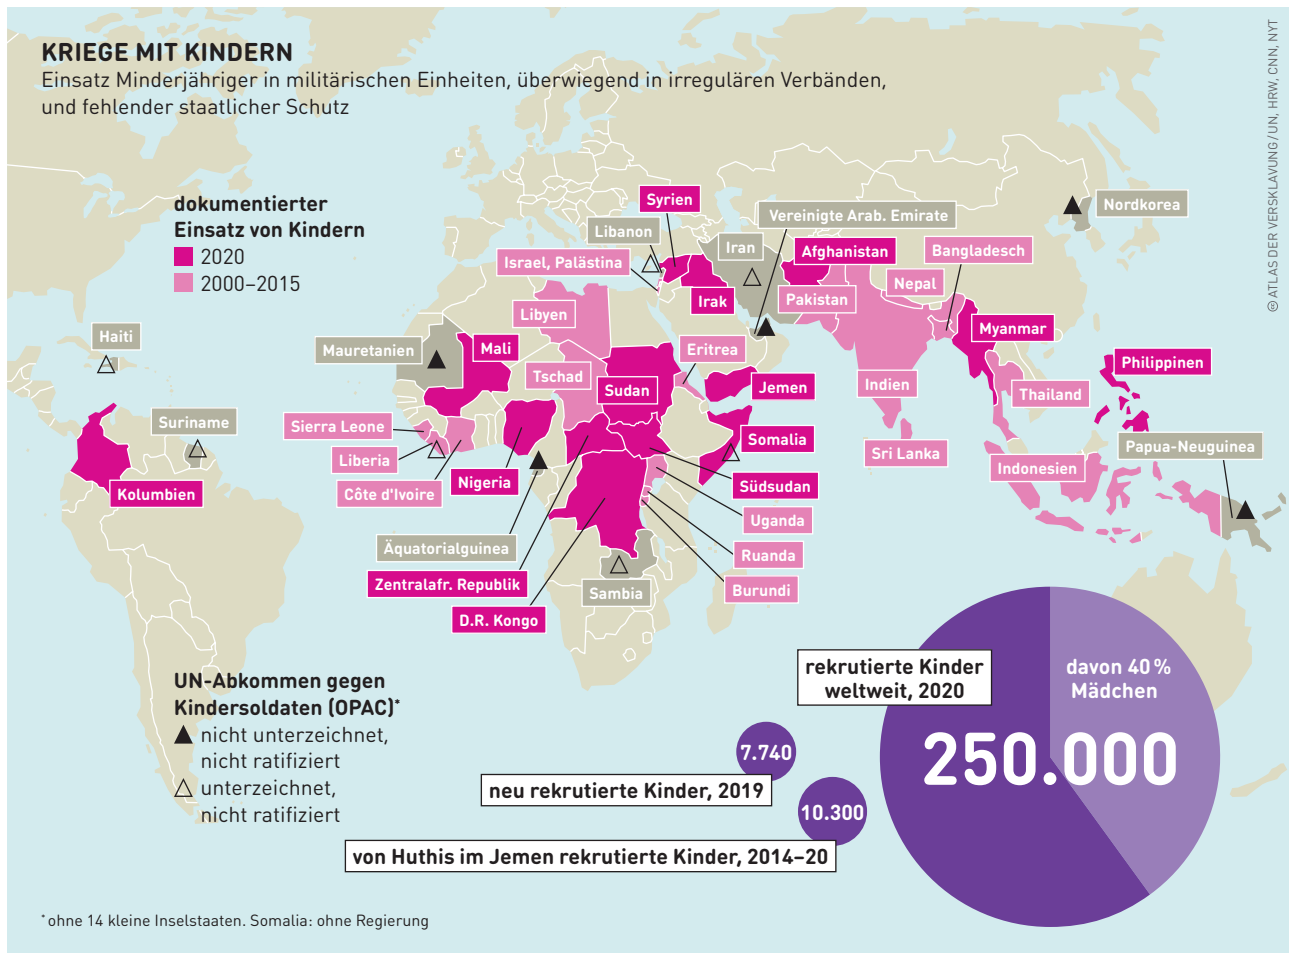 KRIEGE MIT KINDERN
Einsatz Minderjähriger in militärischen Einheiten, überwiegend in irregulären Verbänden,
und fehlender staatlicher Schutz
© ATLAS DER VERSKLAVUNG / UN, HRW, CNN, NYT
dokumentierter
Einsatz von Kindern
2020
2000–2015
Syrien
Libanon
Vereinigte Arab. Emirate
Nordkorea
Israel, Palästina
Iran
Afghanistan
Bangladesch
Irak
Pakistan
Nepal
Libyen
Haiti
Mauretanien
Mali
Eritrea
Myanmar
Philippinen
Tschad
Sudan
Jemen
Indien
Thailand
Suriname
Sierra Leone
Somalia
Sri Lanka
Papua-Neuguinea
Liberia
Indonesien
Kolumbien
Côte d'Ivoire
Nigeria
Südsudan
Uganda
Äquatorialguinea
Ruanda
Zentralafr. Republik
Sambia
Burundi
D.R. Kongo
UN-Abkommen gegen
Kindersoldaten (OPAC)*
nicht unterzeichnet,
nicht ratifiziert
unterzeichnet,
nicht ratifiziert
rekrutierte Kinder
weltweit, 2020
davon 40 %
Mädchen
250.000
7.740
neu rekrutierte Kinder, 2019
10.300
von Huthis im Jemen rekrutierte Kinder, 2014–20
* ohne 14 kleine Inselstaaten. Somalia: ohne Regierung